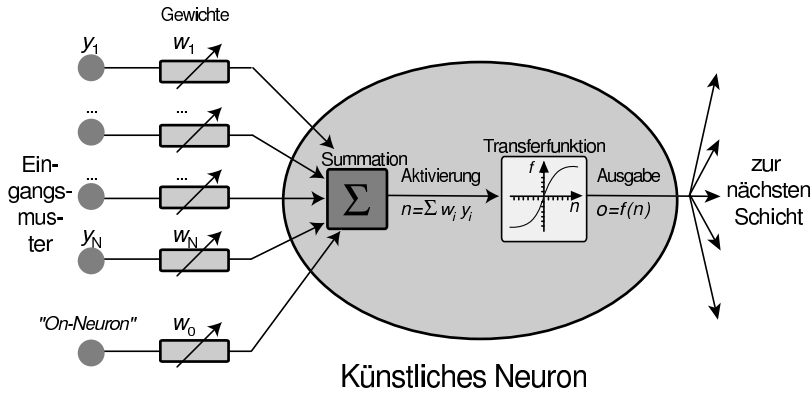 Gewichte
y1
w1
...
...
...
...
Ein-
gangs-
mus-
ter
yN
wN
"On-Neuron"
w0
Summation
Σ
Aktivierung
n=Σ wi yi
Transferfunktion
f
n
Ausgabe
o=f(n)
zur
nächsten
Schicht
Künstliches Neuron